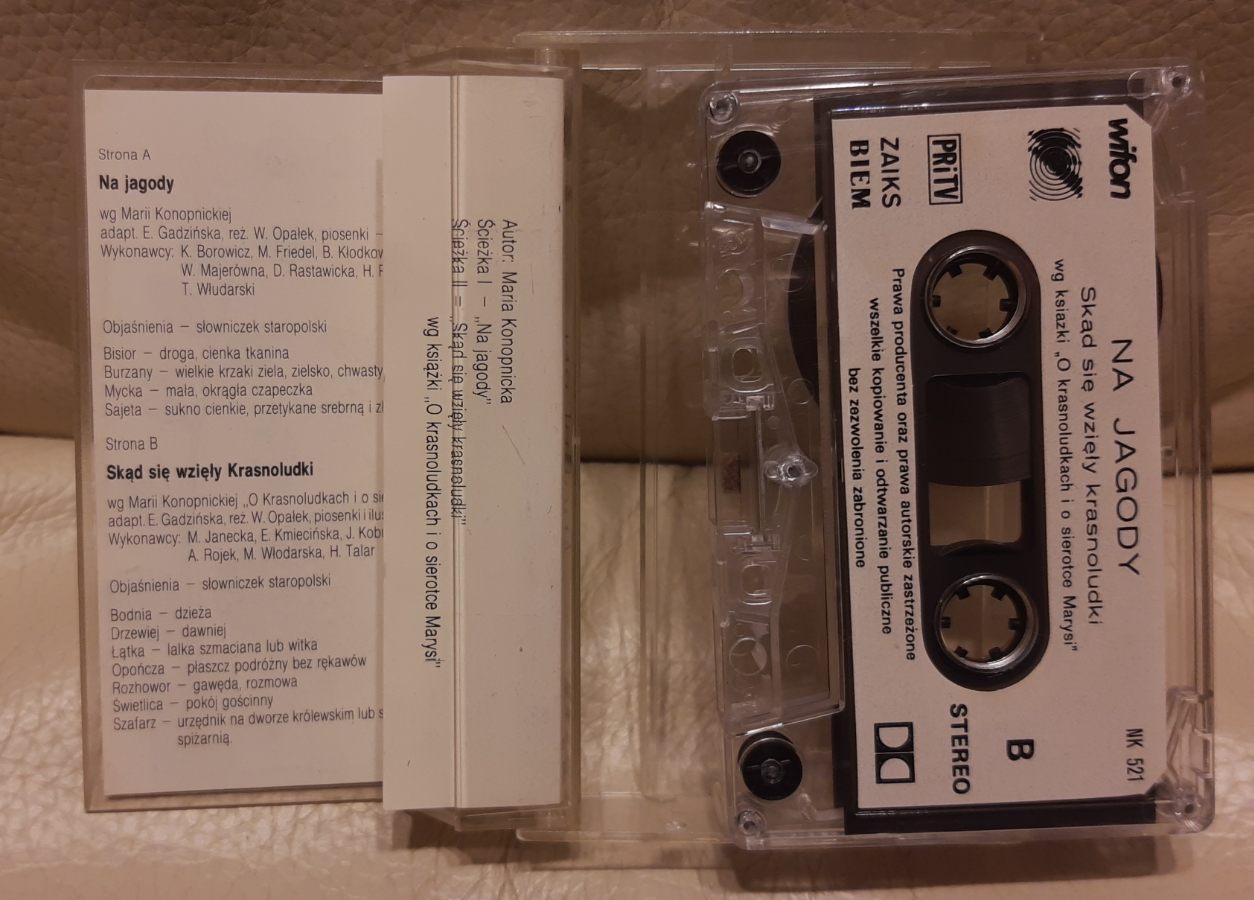 Strona A
Na jagody
wg Marii Konopnickiej
adapt. E. Gadzińska, reż. W. Opałek, piosenki –
Wykonawcy: K. Borowicz, M. Friedel, B. Kłodkow
W. Majerówna, D. Rastawicka, H.
T. Włudarski
Objaśnienia – słowniczek staropolski
Bisior – droga, cienka tkanina
Burzany – wielkie krzaki ziela, zielsko, chwasty
Mycka – mała, okrągła czapeczka
Sajeta – sukno cienkie, przetykane srebrną i
Strona B
Skąd się wzięły Krasnoludki
wg Marii Konopnickiej „O Krasnoludkach i o
adapt. E. Gadzińska, reż. W. Opałek, piosenki i
Wykonawcy: M. Janecka, E. Kmiecińska, J.
A. Rojek, M. Włodarska, H. Talar
Objaśnienia – słowniczek staropolski
Bodnia – dzieża
Drzewiej – dawniej
Łątka – lalka szmaciana lub witka
Opończa – płaszcz podróżny bez rękawów
Rozhowor – gawęda, rozmowa
Świetlica – pokój gościnny
Szafarz – urzędnik na dworze królewskim lub
spiżarnią.
Autor: Maria Konopnicka
Ścieżka I – „Na jagody"
Ścieżka II = „Skąd się wzięły krasnoludki"
wg książki „O krasnoludkach i o sierotce Marysi"
wifon
NK 521
NA JAGODY
Skąd się wzięły krasnoludki
wg ksiazki „O krasnoludkach i o sierotce Marysi"
B
PRiTV
STEREO
ZAIKS
BIEM
Prawa producenta oraz prawa autorskie zastrzeżone
wszelkie kopiowanie i odtwarzanie publiczne
bez zezwolenia zabronione